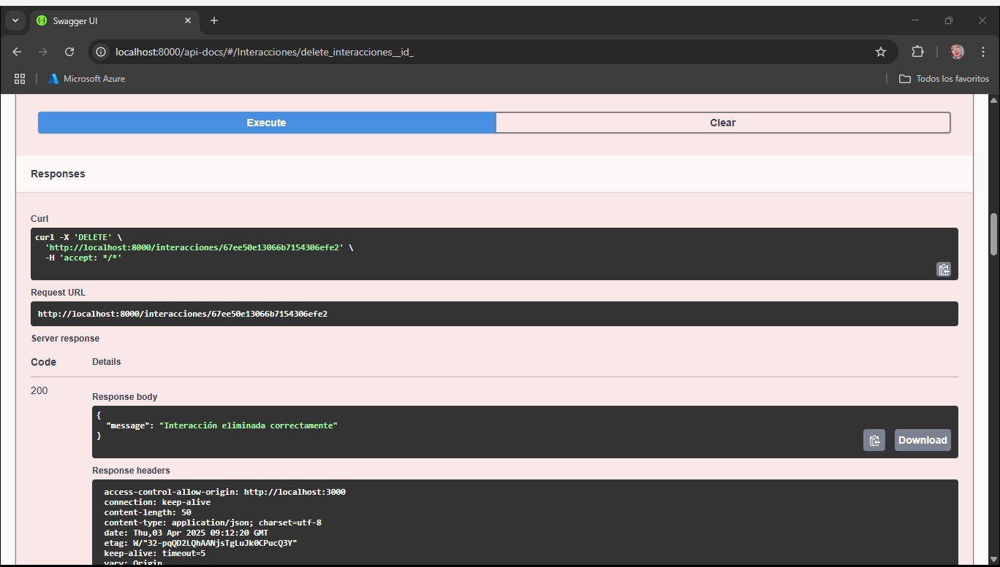 Swagger UI
localhost:8000/api-docs/#/Interacciones/delete_interacciones__id_
Microsoft Azure
Todos los favoritos
Execute
Clear
Responses
Curl
curl -X 'DELETE' \
'http://localhost:8000/interacciones/67ee50e13066b7154306efe2' \
-H 'accept: */*'
Request URL
http://localhost:8000/interacciones/67ee50e13066b7154306efe2
Server response
Code
Details
200
Response body
{
"message": "Interacción eliminada correctamente"
}
Download
Response headers
access-control-allow-origin: http://localhost:3000
connection: keep-alive
content-length: 50
content-type: application/json; charset=utf-8
date: Thu,03 Apr 2025 09:12:20 GMT
etag: W/"32-pqQD2LQhAANjsTgLuJk0CPucQ3Y"
keep-alive: timeout=5
vary: Origin